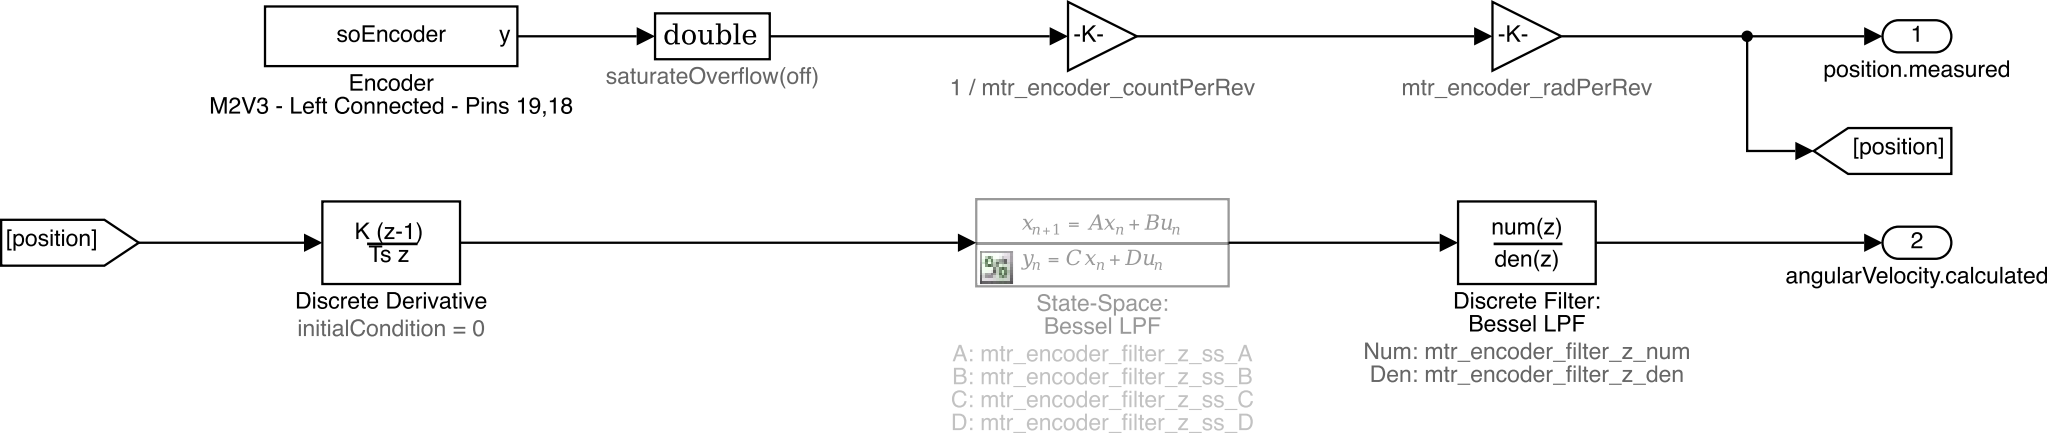 soEncoder y
Encoder
M2V3 - Left Connected - Pins 19,18
double
saturateOverflow(off)
-K-
1 / mtr_encoder_countPerRev
-K-
mtr_encoder_radPerRev
1
position.measured
[position]
[position]
K (z-1)
Ts z
Discrete Derivative
initialCondition = 0
xn+1 = Axn + Bun
yn = Cxn + Dun
State-Space:
Bessel LPF
A: mtr_encoder_filter_z_ss_A
B: mtr_encoder_filter_z_ss_B
C: mtr_encoder_filter_z_ss_C
D: mtr_encoder_filter_z_ss_D
num(z)
den(z)
Discrete Filter:
Bessel LPF
Num: mtr_encoder_filter_z_num
Den: mtr_encoder_filter_z_den
2
angularVelocity.calculated